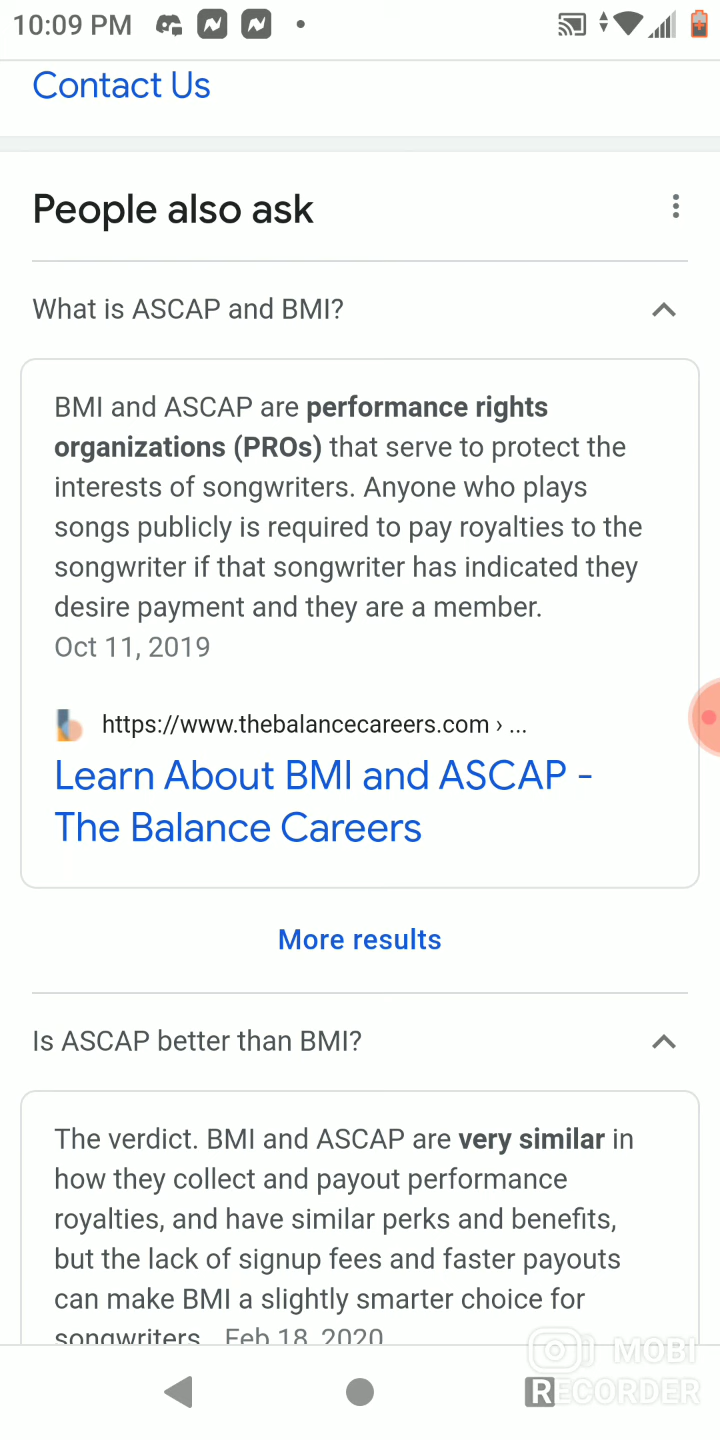 10:09 PM
Contact Us
People also ask
What is ASCAP and BMI?
BMI and ASCAP are performance rights
organizations (PROs) that serve to protect the
interests of songwriters. Anyone who plays
songs publicly is required to pay royalties to the
songwriter if that songwriter has indicated they
desire payment and they are a member.
Oct 11, 2019
https://www.thebalancecareers.com › ...
Learn About BMI and ASCAP -
The Balance Careers
More results
Is ASCAP better than BMI?
The verdict. BMI and ASCAP are very similar in
how they collect and payout performance
royalties, and have similar perks and benefits,
but the lack of signup fees and faster payouts
can make BMI a slightly smarter choice for
songwriters. Feb 18, 2020
MOBI
RECORDER